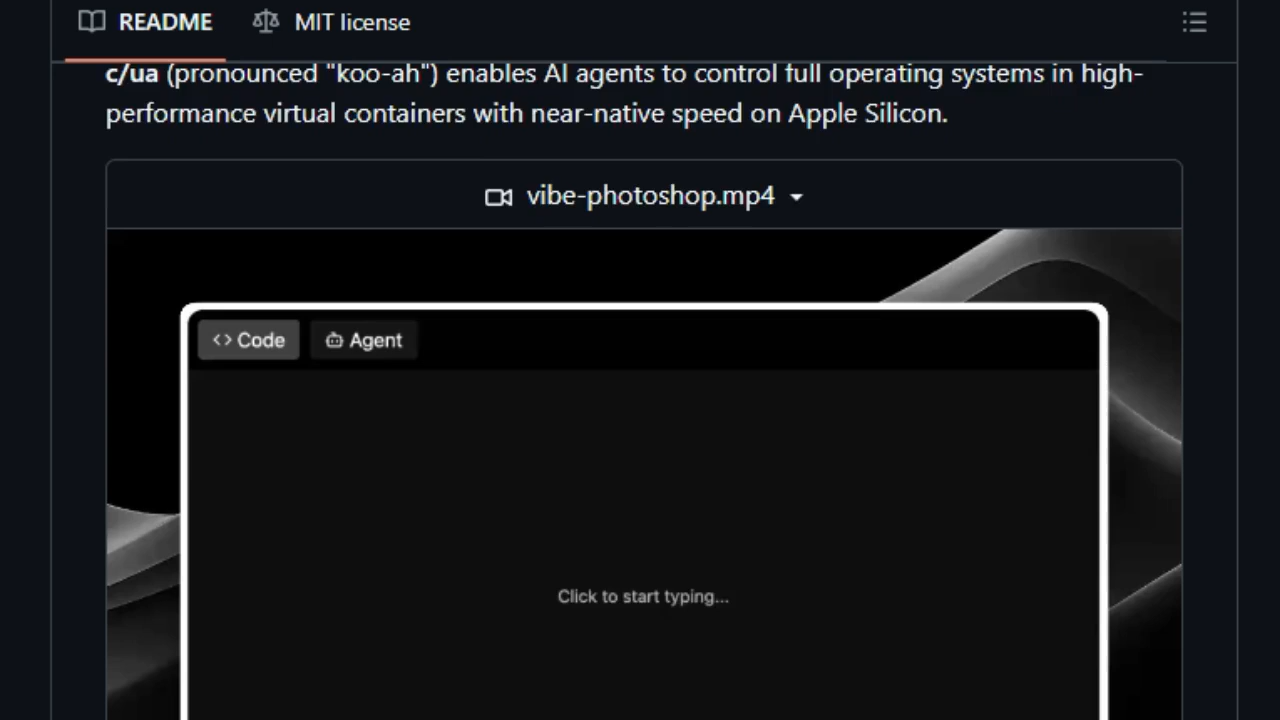 README MIT license
c/ua (pronounced "koo-ah") enables AI agents to control full operating systems in high-
performance virtual containers with near-native speed on Apple Silicon.
vibe-photoshop.mp4
<> Code Agent
Click to start typing...